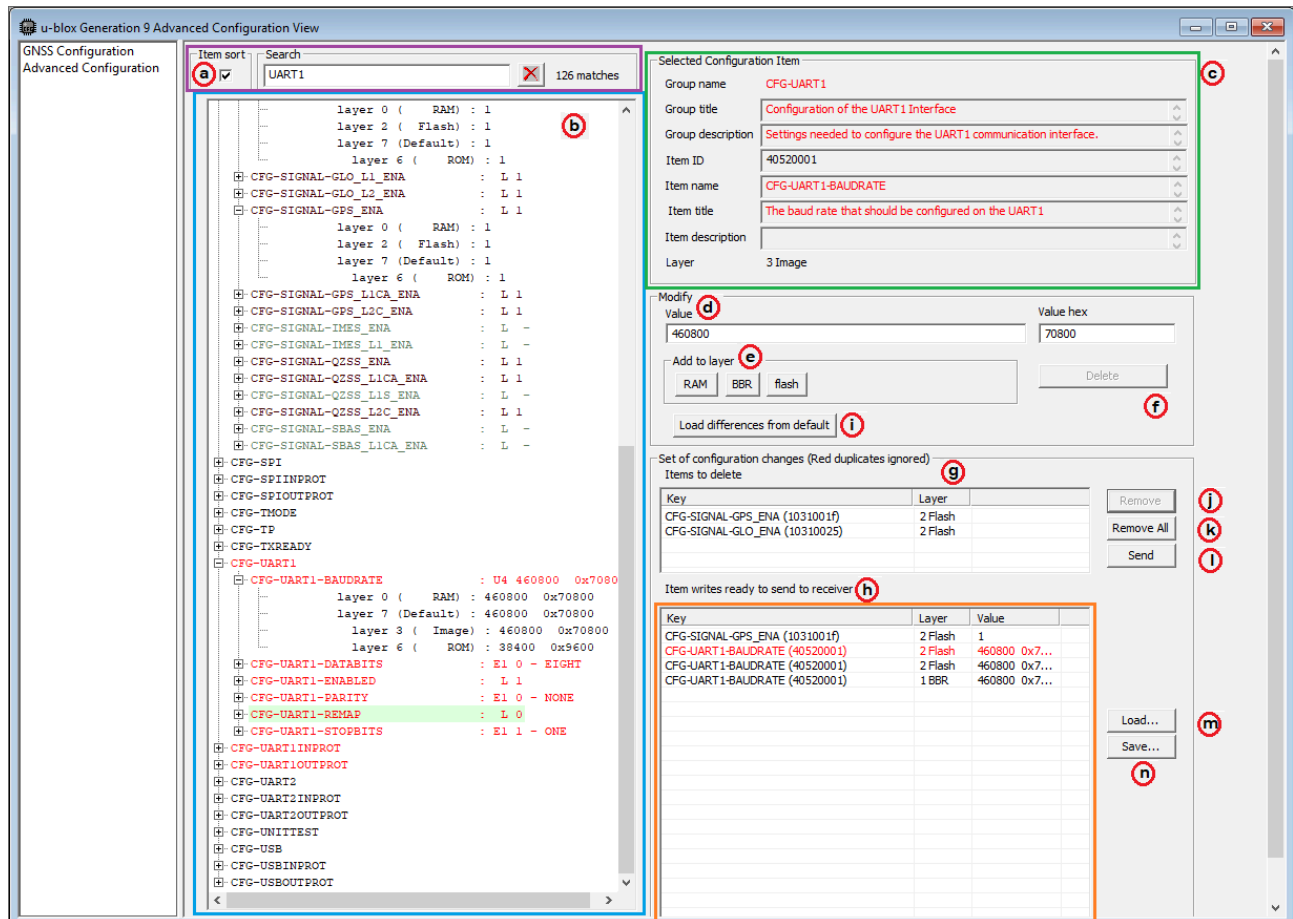 u-blox Generation 9 Advanced Configuration View
GNSS Configuration
Advanced Configuration
Item sort
a
Search
UART1
126 matches
b
layer 0 ( RAM) : 1
layer 2 ( Flash) : 1
layer 7 (Default) : 1
layer 6 ( ROM) : 1
CFG-SIGNAL-GLO_L1_ENA : L 1
CFG-SIGNAL-GLO_L2_ENA : L 1
CFG-SIGNAL-GPS_ENA : L 1
layer 0 ( RAM) : 1
layer 2 ( Flash) : 1
layer 7 (Default) : 1
layer 6 ( ROM) : 1
CFG-SIGNAL-GPS_L1CA_ENA : L 1
CFG-SIGNAL-GPS_L2C_ENA : L 1
CFG-SIGNAL-IMES_ENA : L -
CFG-SIGNAL-IMES_L1_ENA : L -
CFG-SIGNAL-QZSS_ENA : L 1
CFG-SIGNAL-QZSS_L1CA_ENA : L 1
CFG-SIGNAL-QZSS_L1S_ENA : L -
CFG-SIGNAL-QZSS_L2C_ENA : L 1
CFG-SIGNAL-SBAS_ENA : L -
CFG-SIGNAL-SBAS_L1CA_ENA : L -
CFG-SPI
CFG-SPIINPROT
CFG-SPIOUTPROT
CFG-TMODE
CFG-TP
CFG-TXREADY
CFG-UART1
CFG-UART1-BAUDRATE : U4 460800 0x7080
layer 0 ( RAM) : 460800 0x70800
layer 7 (Default) : 460800 0x70800
layer 3 ( Image) : 460800 0x70800
layer 6 ( ROM) : 38400 0x9600
CFG-UART1-DATABITS : E1 0 - EIGHT
CFG-UART1-ENABLED : L 1
CFG-UART1-PARITY : E1 0 - NONE
CFG-UART1-REMAP : L 0
CFG-UART1-STOPBITS : E1 1 - ONE
CFG-UART1INPROT
CFG-UART1OUTPROT
CFG-UART2
CFG-UART2INPROT
CFG-UART2OUTPROT
CFG-UNITTEST
CFG-USB
CFG-USBINPROT
CFG-USBOUTPROT
Selected Configuration Item
c
Group name CFG-UART1
Group title Configuration of the UART1 Interface
Group description Settings needed to configure the UART1 communication interface.
Item ID 40520001
Item name CFG-UART1-BAUDRATE
Item title The baud rate that should be configured on the UART1
Item description
Layer 3 Image
Modify
Value d Value hex
460800 70800
Add to layer e
RAM BBR flash
Delete
f
Load differences from default i
Set of configuration changes (Red duplicates ignored)
Items to delete g
Key Layer
CFG-SIGNAL-GPS_ENA (1031001f) 2 Flash
CFG-SIGNAL-GLO_ENA (10310025) 2 Flash
Remove j
Remove All k
Send l
Item writes ready to send to receiver h
Key Layer Value
CFG-SIGNAL-GPS_ENA (1031001f) 2 Flash 1
CFG-UART1-BAUDRATE (40520001) 2 Flash 460800 0x7...
CFG-UART1-BAUDRATE (40520001) 2 Flash 460800 0x7...
CFG-UART1-BAUDRATE (40520001) 1 BBR 460800 0x7...
Load... m
Save...
n